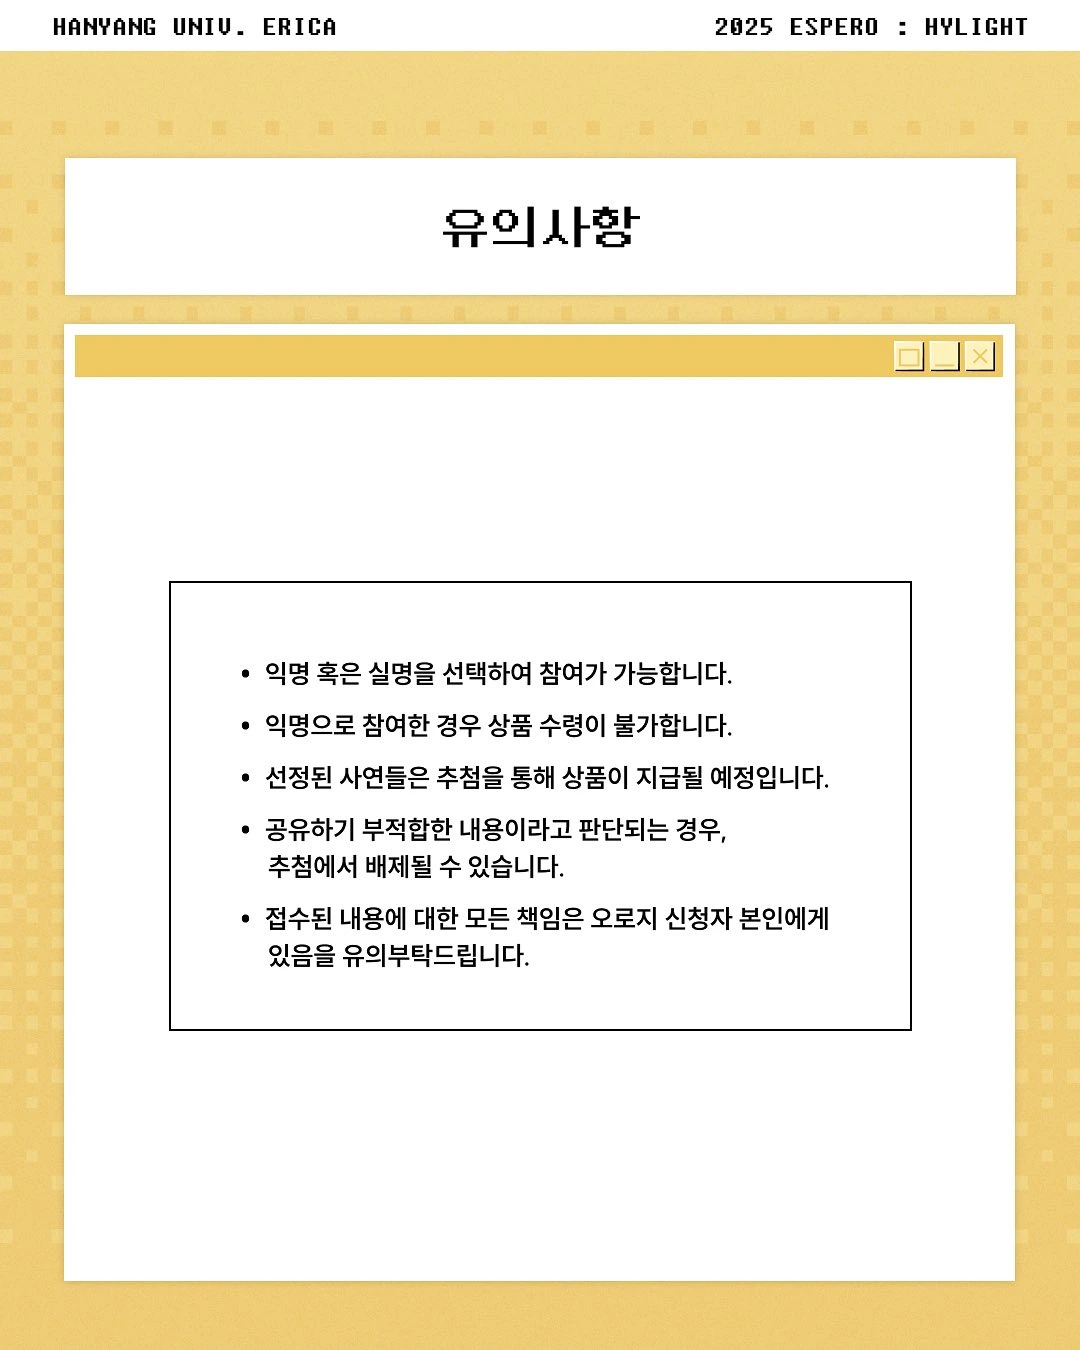 HANYANG UNIV. ERICA
2025 ESPERO : HYLIGHT
유의사항
• 익명 혹은 실명을 선택하여 참여가 가능합니다.
• 익명으로 참여한 경우 상품 수령이 불가합니다.
• 선정된 사연들은 추첨을 통해 상품이 지급될 예정입니다.
• 공유하기 부적합한 내용이라고 판단되는 경우,
추첨에서 배제될 수 있습니다.
• 접수된 내용에 대한 모든 책임은 오로지 신청자 본인에게
있음을 유의부탁드립니다.